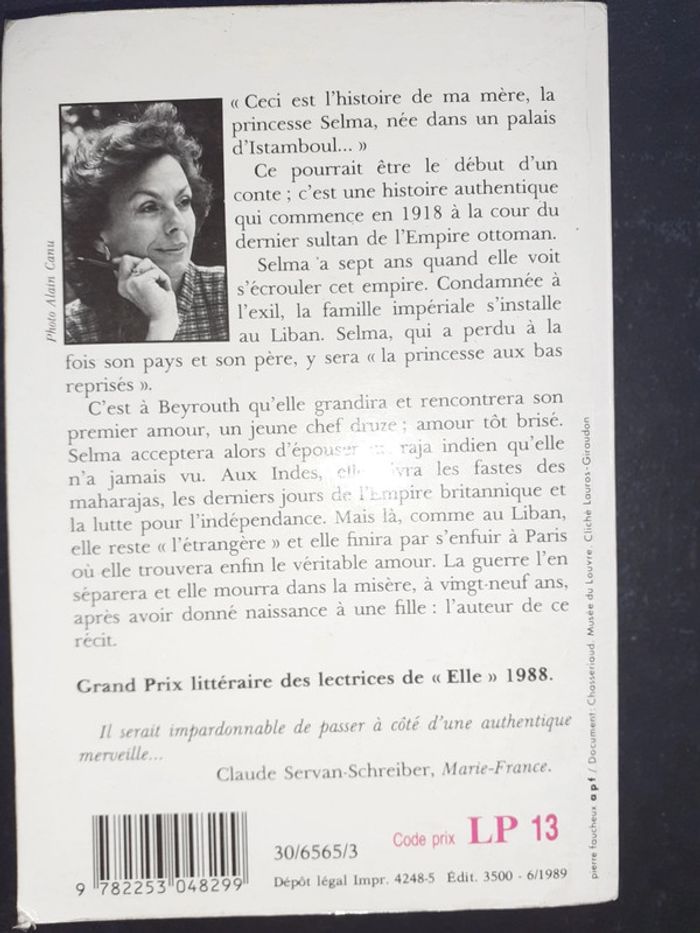 « Ceci est l'histoire de ma mère, la
princesse Selma, née dans un palais
d'Istamboul... »
Ce pourrait être le début d'un
conte ; c'est une histoire authentique
qui commence en 1918 à la cour du
dernier sultan de l'Empire ottoman.
Selma a sept ans quand elle voit
s'écrouler cet empire. Condamnée à
l'exil, la famille impériale s'installe
au Liban. Selma, qui a perdu à la
fois son pays et son père, y sera « la princesse aux bas
reprisés ».
C'est à Beyrouth qu'elle grandira et rencontrera son
premier amour, un jeune chef druze ; amour tôt brisé.
Selma acceptera alors d'épouser raja indien qu'elle
n'a jamais vu. Aux Indes, les fastes des
maharajas, les derniers jours de l'Empire britannique et
la lutte pour l'indépendance. Mais là, comme au Liban,
elle reste « l'étrangère » et elle finira par s'enfuir à Paris
où elle trouvera enfin le véritable amour. La guerre l'en
séparera et elle mourra dans la misère, à vingt-neuf ans,
après avoir donné naissance à une fille : l'auteur de ce
récit.
Grand Prix littéraire des lectrices de « Elle » 1988.
Il serait impardonnable de passer à côté d'une authentique
merveille...
Claude Servan-Schreiber, Marie-France.
Photo Alain Canu
pierre faucheux apf / Document : Chasseriaud. Musée du Louvre. Cliché Lauros-Giraudon
9 782253 048299
30/6565/3
Code prix LP 13
Dépôt légal Impr. 4248-5 Édit. 3500 - 6/1989